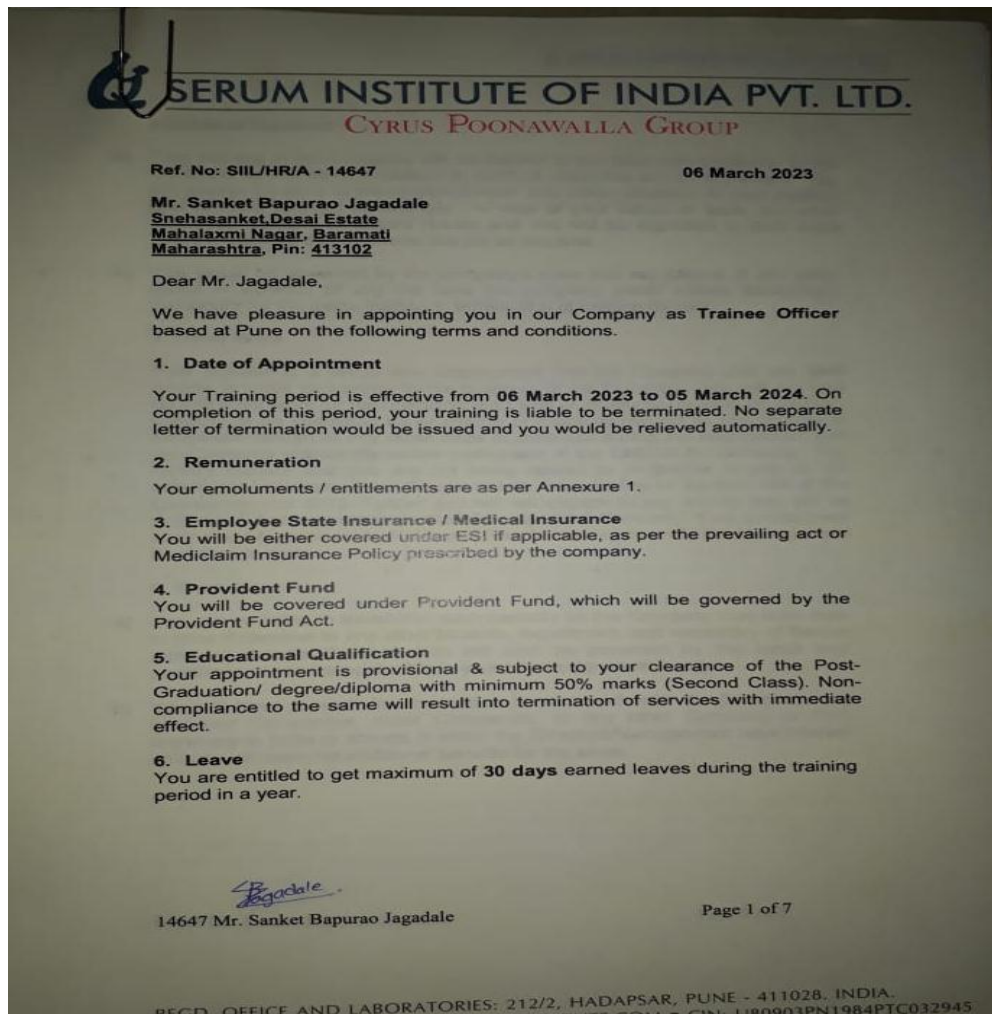 SERUM INSTITUTE OF INDIA PVT. LTD.
CYRUS POONAWALLA GROUP
Ref. No: SIIL/HR/A - 14647 06 March 2023
Mr. Sanket Bapurao Jagadale
Snehasanket,Desai Estate
Mahalaxmi Nagar, Baramati
Maharashtra, Pin: 413102
Dear Mr. Jagadale,
We have pleasure in appointing you in our Company as Trainee Officer
based at Pune on the following terms and conditions.
1. Date of Appointment
Your Training period is effective from 06 March 2023 to 05 March 2024. On
completion of this period, your training is liable to be terminated. No separate
letter of termination would be issued and you would be relieved automatically.
2. Remuneration
Your emoluments / entitlements are as per Annexure 1.
3. Employee State Insurance / Medical Insurance
You will be either covered under ESI if applicable, as per the prevailing act or
Mediclaim Insurance Policy prescribed by the company.
4. Provident Fund
You will be covered under Provident Fund, which will be governed by the
Provident Fund Act.
5. Educational Qualification
Your appointment is provisional & subject to your clearance of the Post-
Graduation/ degree/diploma with minimum 50% marks (Second Class). Non-
compliance to the same will result into termination of services with immediate
effect.
6. Leave
You are entitled to get maximum of 30 days earned leaves during the training
period in a year.
Jagadale
14647 Mr. Sanket Bapurao Jagadale Page 1 of 7
REGD. OFFICE AND LABORATORIES: 212/2, HADAPSAR, PUNE - 411028. INDIA.